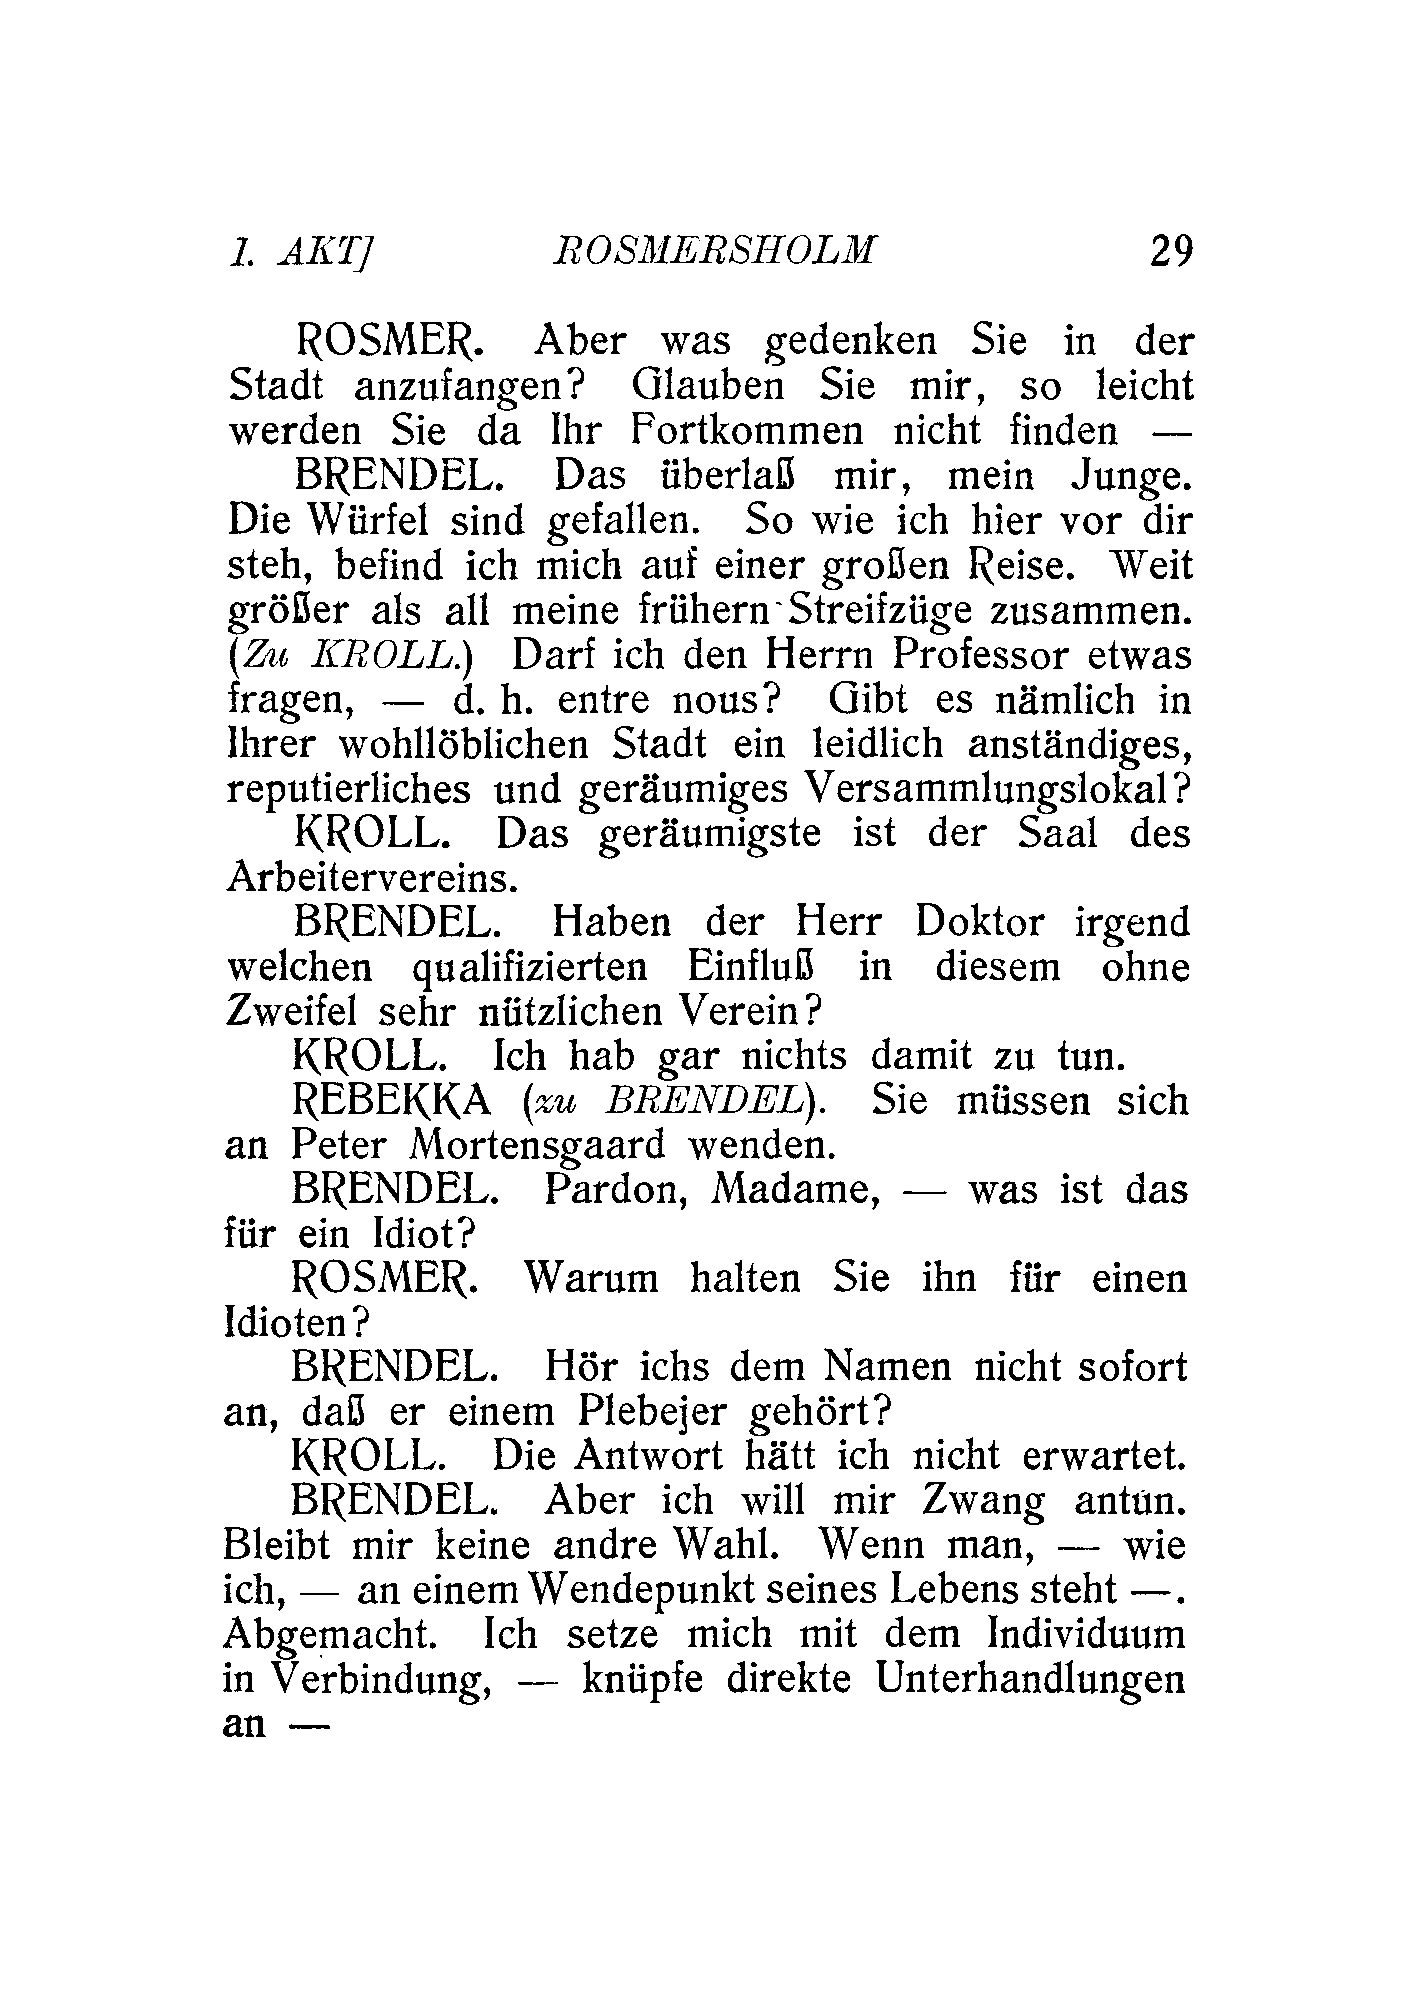 1. AKT] ROSMERSHOLM 29
ROSMER. Aber was gedenken Sie in der
Stadt anzufangen? Glauben Sie mir, so leicht
werden Sie da Ihr Fortkommen nicht finden —
BRENDEL. Das überlaß mir, mein Junge.
Die Würfel sind gefallen. So wie ich hier vor dir
steh, befind ich mich auf einer großen Reise. Weit
größer als all meine frühern Streifzüge zusammen.
(Zu KROLL.) Darf ich den Herrn Professor etwas
fragen, — d. h. entre nous? Gibt es nämlich in
Ihrer wohllöblichen Stadt ein leidlich anständiges,
reputierliches und geräumiges Versammlungslokal?
KROLL. Das geräumigste ist der Saal des
Arbeitervereins.
BRENDEL. Haben der Herr Doktor irgend
welchen qualifizierten Einfluß in diesem ohne
Zweifel sehr nützlichen Verein?
KROLL. Ich hab gar nichts damit zu tun.
REBEKKA (zu BRENDEL). Sie müssen sich
an Peter Mortensgaard wenden.
BRENDEL. Pardon, Madame, — was ist das
für ein Idiot?
ROSMER. Warum halten Sie ihn für einen
Idioten?
BRENDEL. Hör ichs dem Namen nicht sofort
an, daß er einem Plebejer gehört?
KROLL. Die Antwort hätt ich nicht erwartet.
BRENDEL. Aber ich will mir Zwang antun.
Bleibt mir keine andre Wahl. Wenn man, — wie
ich, — an einem Wendepunkt seines Lebens steht —.
Abgemacht. Ich setze mich mit dem Individuum
in Verbindung, — knüpfe direkte Unterhandlungen
an —